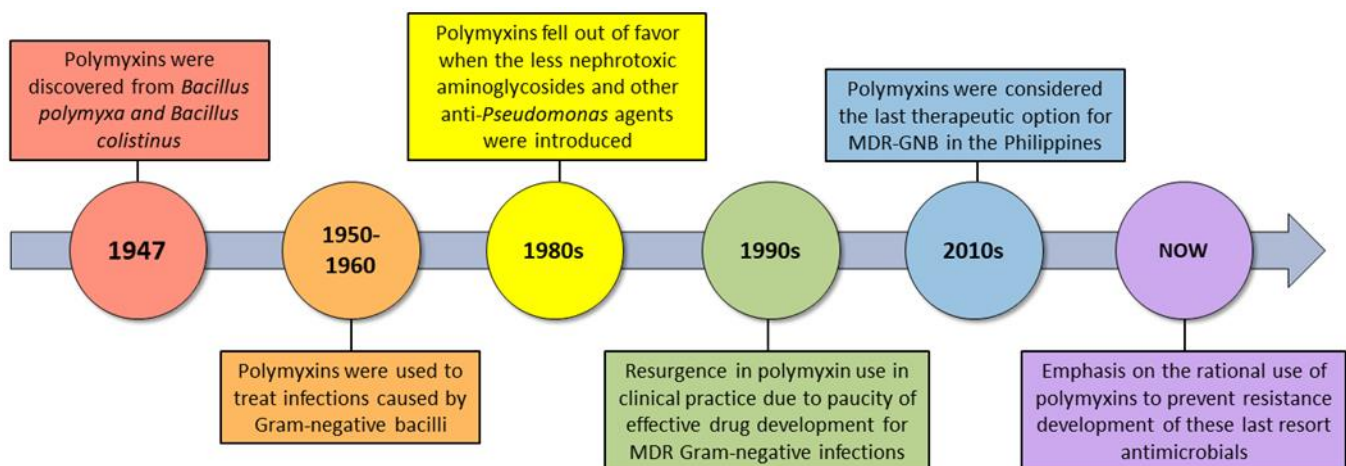 Polymyxins were
discovered from Bacillus
polymyxa and Bacillus
colistinus
1947
1950-
1960
Polymyxins were used to
treat infections caused by
Gram-negative bacilli
Polymyxins fell out of favor
when the less nephrotoxic
aminoglycosides and other
anti-Pseudomonas agents
were introduced
1980s
1990s
Resurgence in polymyxin use in
clinical practice due to paucity of
effective drug development for
MDR Gram-negative infections
Polymyxins were considered
the last therapeutic option for
MDR-GNB in the Philippines
2010s
NOW
Emphasis on the rational use of
polymyxins to prevent resistance
development of these last resort
antimicrobials